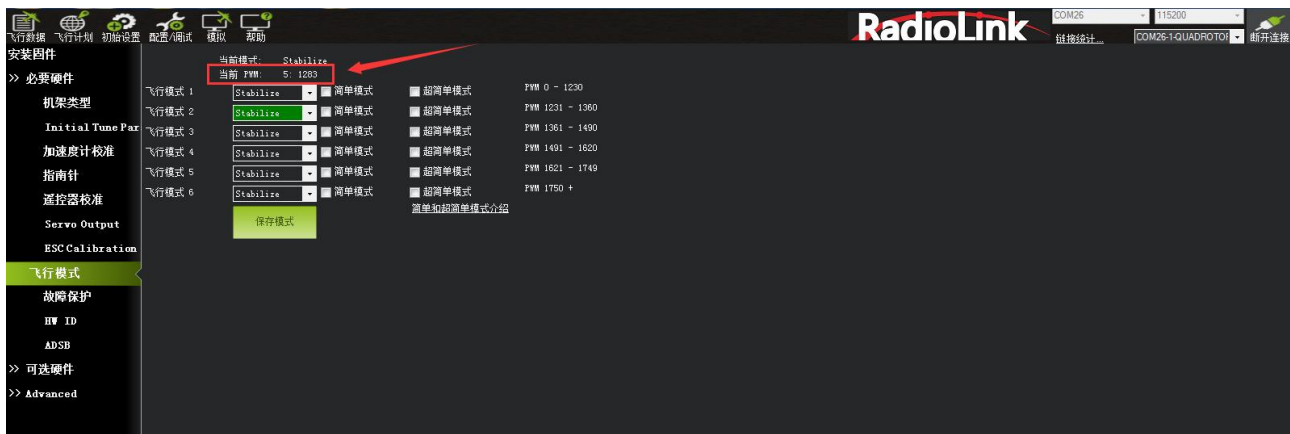 飞行数据 飞行计划 初始设置 配置/调试 模拟 帮助
RadioLink
COM26 115200
链接统计... COM26-1-QUADROTOF 断开连接
安装固件
>> 必要硬件
机架类型
Initial Tune Par
加速度计校准
指南针
遥控器校准
Servo Output
ESC Calibration
飞行模式
故障保护
HW ID
ADSB
>> 可选硬件
>> Advanced
当前模式: Stabilize
当前 PWM: 5: 1283
飞行模式 1 Stabilize 简单模式 超简单模式 PWM 0 - 1230
飞行模式 2 Stabilize 简单模式 超简单模式 PWM 1231 - 1360
飞行模式 3 Stabilize 简单模式 超简单模式 PWM 1361 - 1490
飞行模式 4 Stabilize 简单模式 超简单模式 PWM 1491 - 1620
飞行模式 5 Stabilize 简单模式 超简单模式 PWM 1621 - 1749
飞行模式 6 Stabilize 简单模式 超简单模式 PWM 1750 +
简单和超简单模式介绍
保存模式